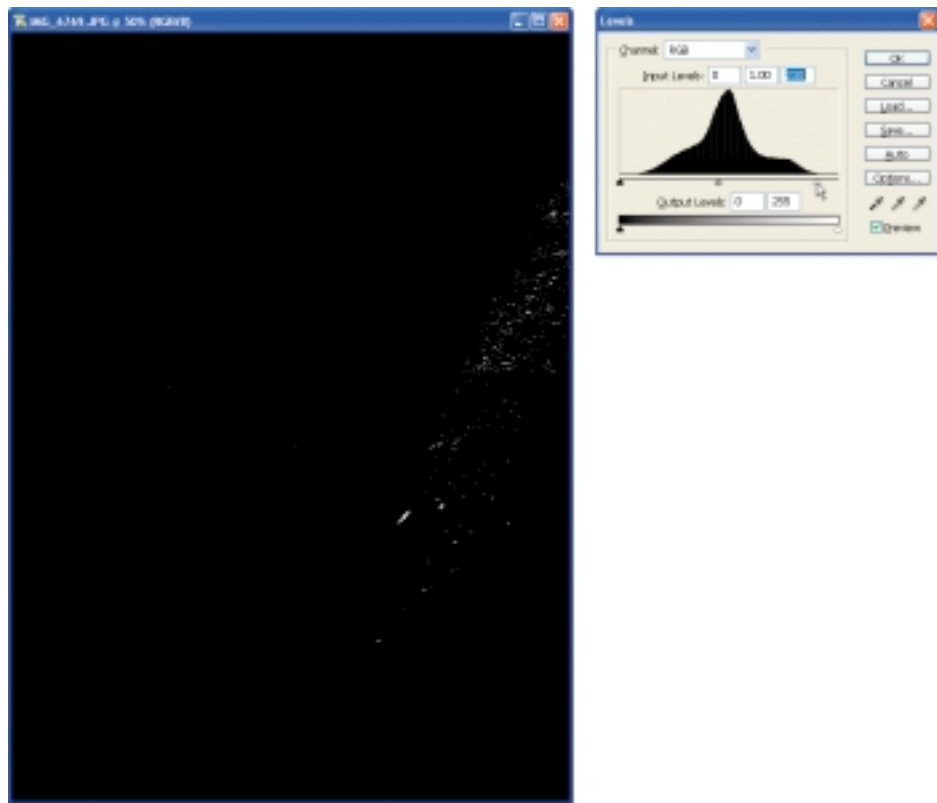 IMG_4769.JPG @ 50% (RGB/8)
Levels
Channel: RGB
OK
Input Levels: 0 1.00
Cancel
Load...
Save...
Auto
Options...
Output Levels: 0 255
Preview